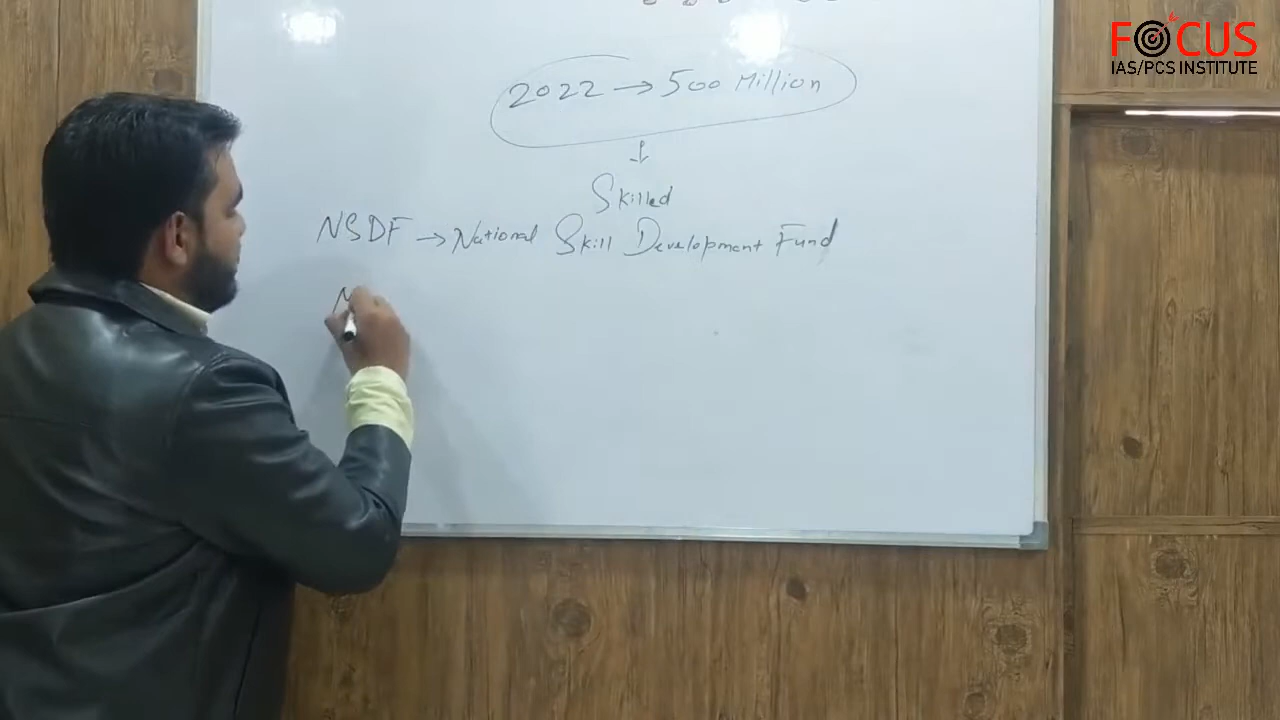 FOCUS
IAS/PCS INSTITUTE
2022 → 500 Million
↓
Skilled
NSDF → National Skill Development Fund
N